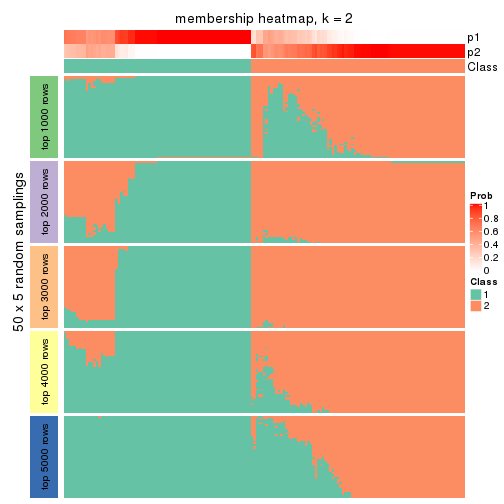 membership heatmap, k = 2
p1
p2
Class
50 x 5 random samplings
top 1000 rows
top 2000 rows
top 3000 rows
top 4000 rows
top 5000 rows
Prob
1
0.8
0.6
0.4
0.2
0
Class
1
2